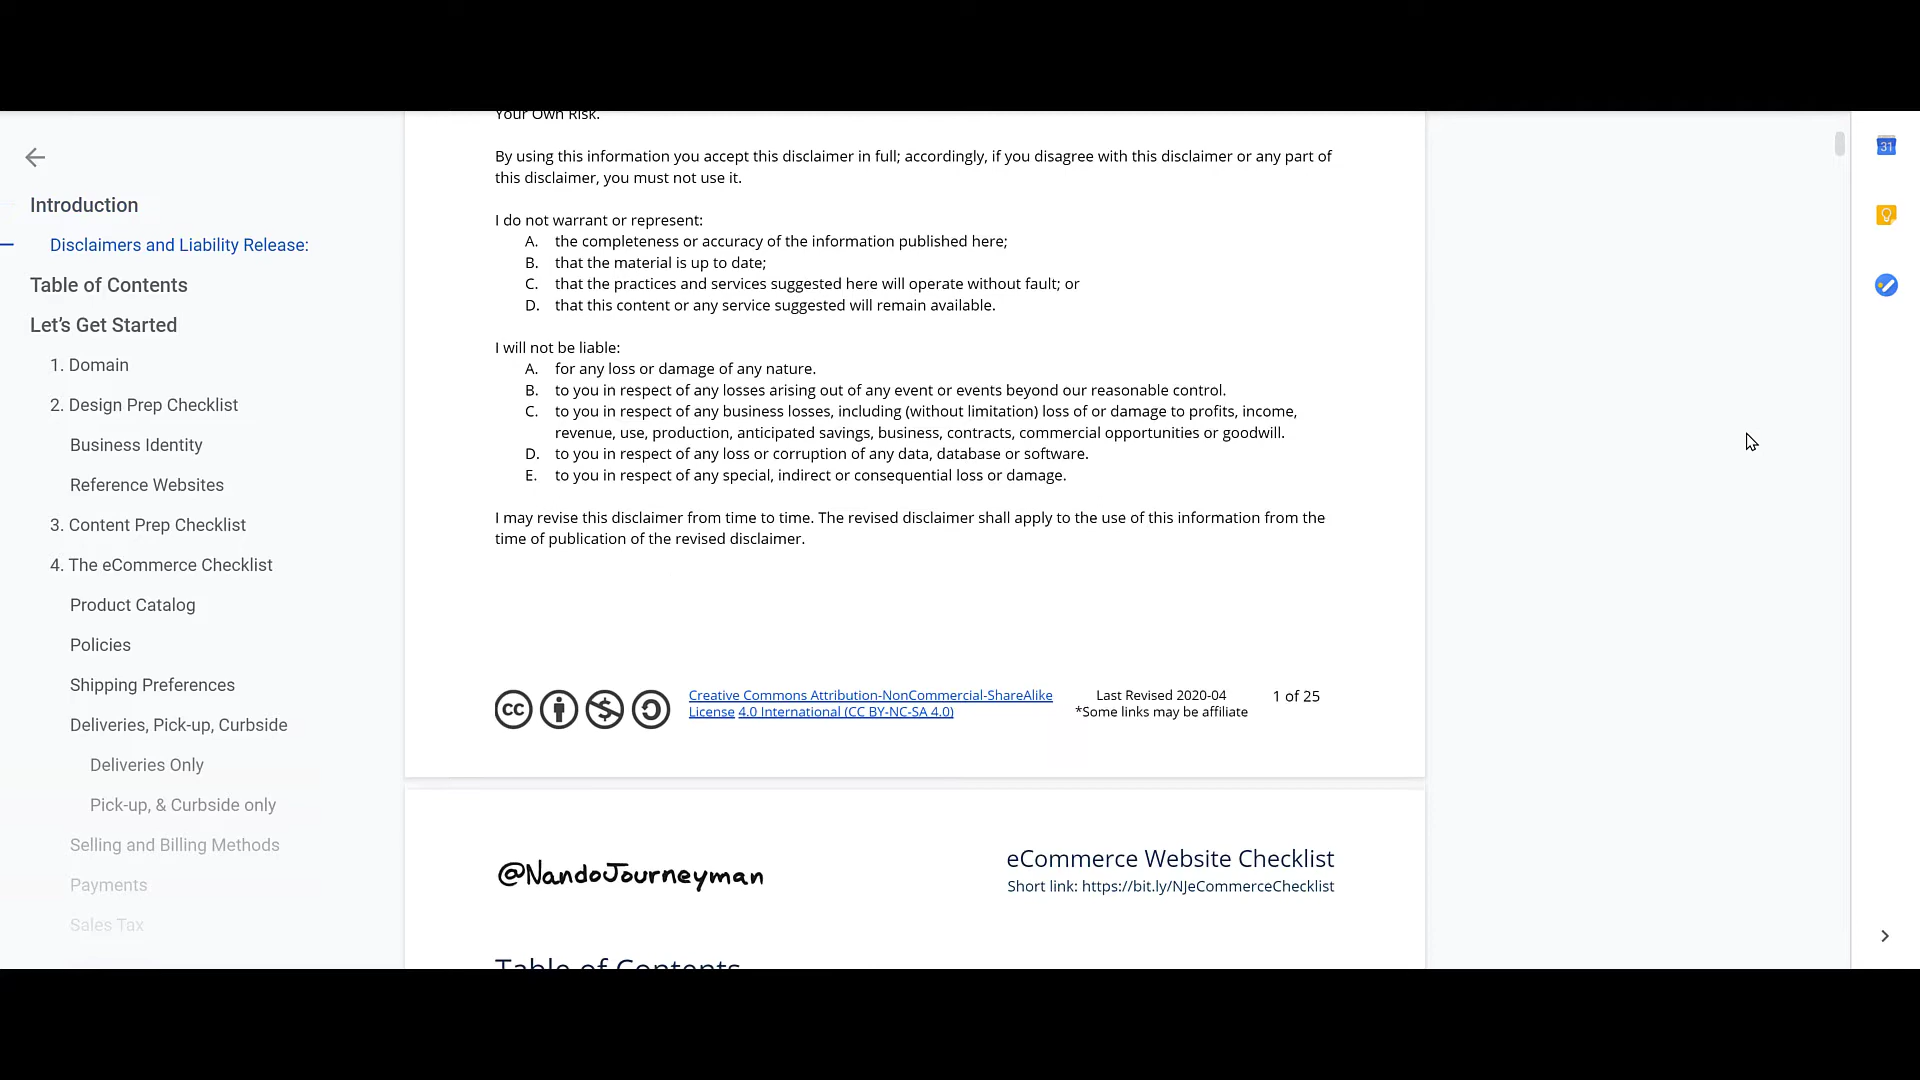 Introduction
Disclaimers and Liability Release:
Table of Contents
Let’s Get Started
1. Domain
2. Design Prep Checklist
Business Identity
Reference Websites
3. Content Prep Checklist
4. The eCommerce Checklist
Product Catalog
Policies
Shipping Preferences
Deliveries, Pick-up, Curbside
Deliveries Only
Pick-up, & Curbside only
Selling and Billing Methods
Payments
Sales Tax
Your Own Risk.
By using this information you accept this disclaimer in full; accordingly, if you disagree with this disclaimer or any part of
this disclaimer, you must not use it.
I do not warrant or represent:
A. the completeness or accuracy of the information published here;
B. that the material is up to date;
C. that the practices and services suggested here will operate without fault; or
D. that this content or any service suggested will remain available.
I will not be liable:
A. for any loss or damage of any nature.
B. to you in respect of any losses arising out of any event or events beyond our reasonable control.
C. to you in respect of any business losses, including (without limitation) loss of or damage to profits, income,
revenue, use, production, anticipated savings, business, contracts, commercial opportunities or goodwill.
D. to you in respect of any loss or corruption of any data, database or software.
E. to you in respect of any special, indirect or consequential loss or damage.
I may revise this disclaimer from time to time. The revised disclaimer shall apply to the use of this information from the
time of publication of the revised disclaimer.
cc
Creative Commons Attribution-NonCommercial-ShareAlike
License 4.0 International (CC BY-NC-SA 4.0)
Last Revised 2020-04
*Some links may be affiliate
1 of 25
@NandoJourneyman
eCommerce Website Checklist
Short link: https://bit.ly/NJeCommerceChecklist
Table of Contents
31